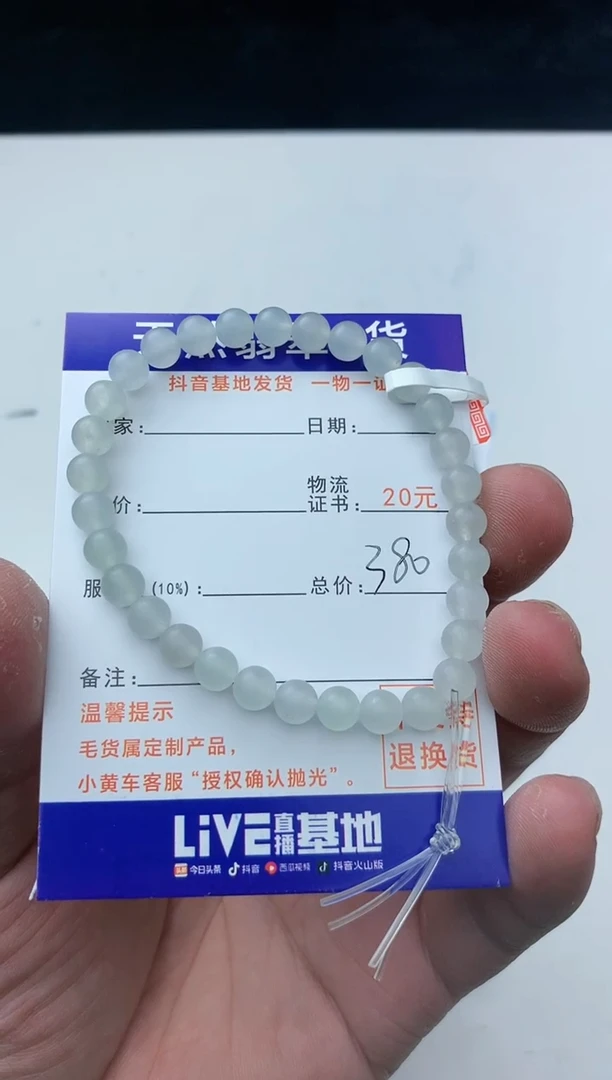 货
抖音基地发货 一物一证
家: 日期:
价: 物流证书: 20元
服 (10%): 总价: 380
备注:
温馨提示
毛货属定制产品，
小黄车客服“授权确认抛光”。
退换货
LiVE直播基地
头条 今日头条 抖音 西瓜视频 抖音火山版